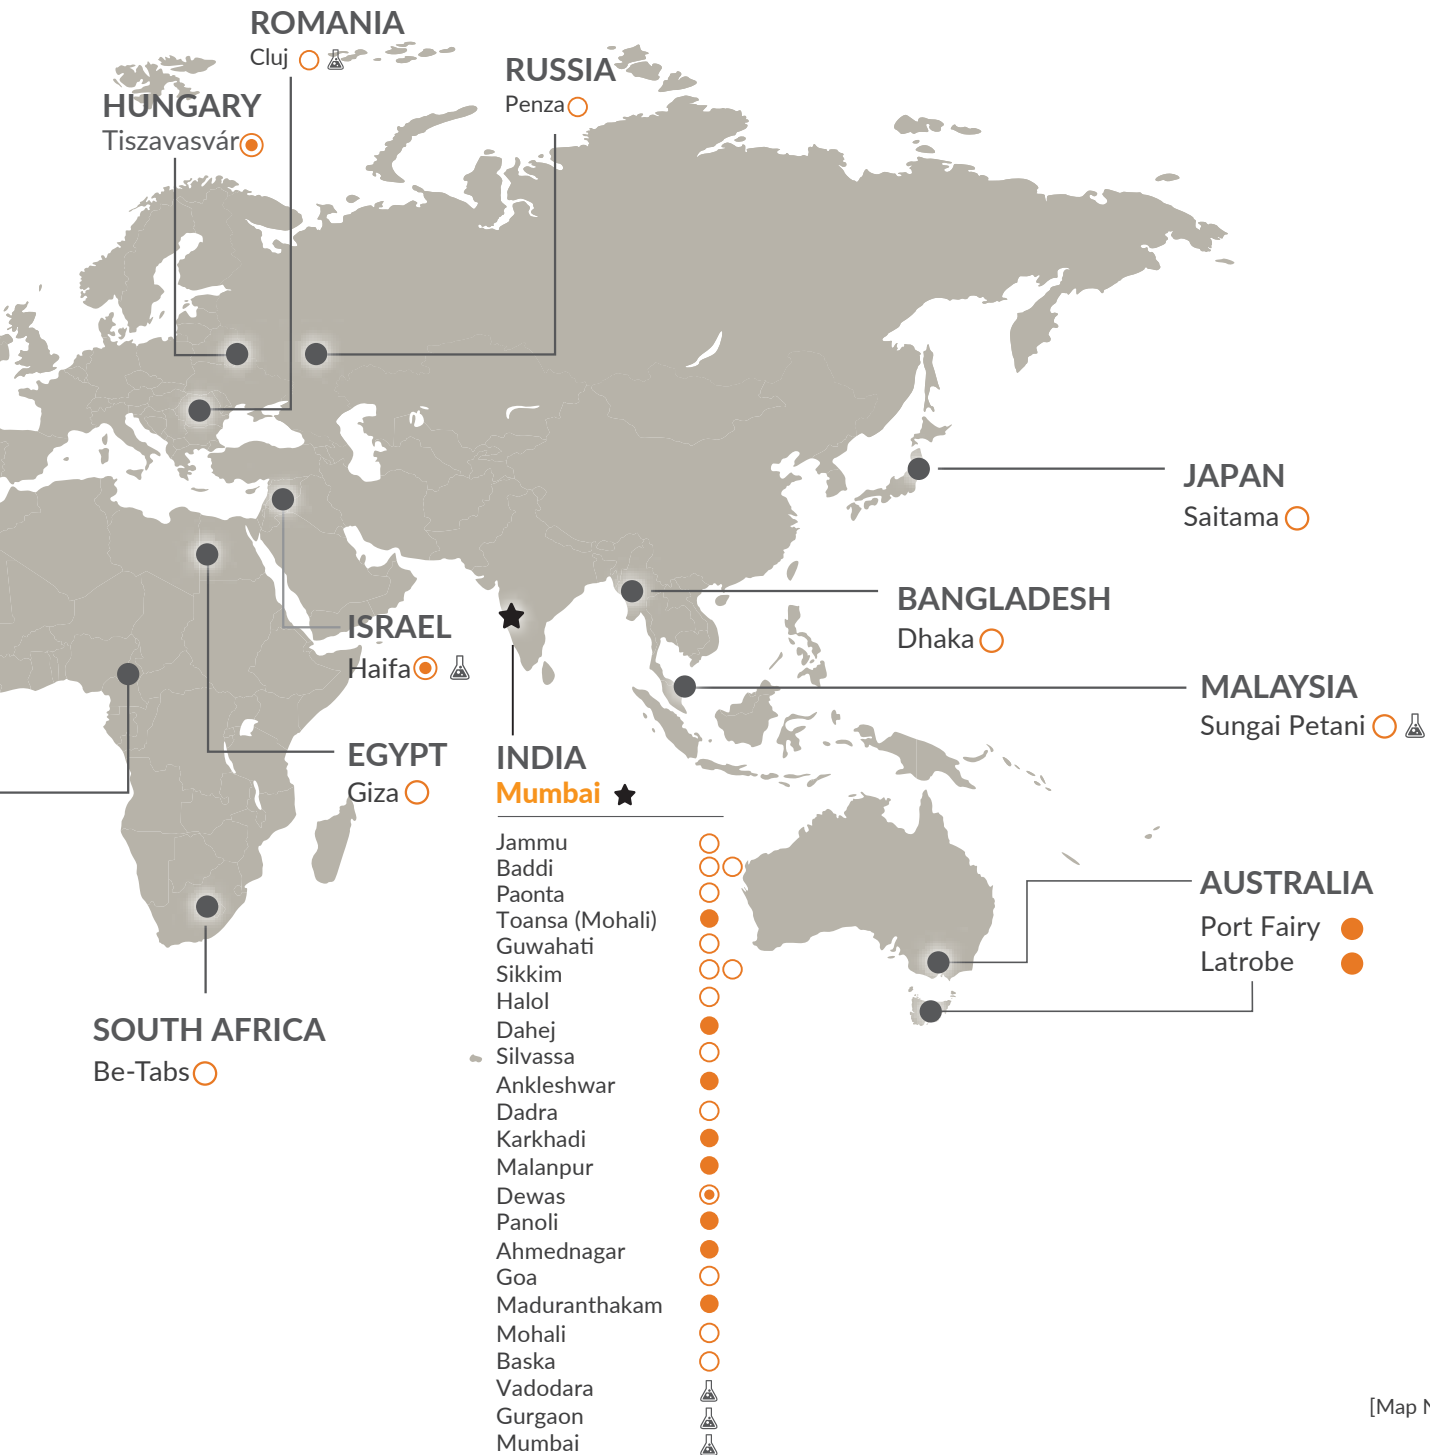 ROMANIA
Cluj
RUSSIA
Penza
HUNGARY
Tiszavasvár
JAPAN
Saitama
BANGLADESH
Dhaka
ISRAEL
Haifa
MALAYSIA
Sungai Petani
EGYPT
Giza
INDIA
Mumbai
Jammu
Baddi
Paonta
Toansa (Mohali)
Guwahati
Sikkim
Halol
Dahej
Silvassa
Ankleshwar
Dadra
Karkhadi
Malanpur
Dewas
Panoli
Ahmednagar
Goa
Maduranthakam
Mohali
Baska
Vadodara
Gurgaon
Mumbai
AUSTRALIA
Port Fairy
Latrobe
SOUTH AFRICA
Be-Tabs
[Map